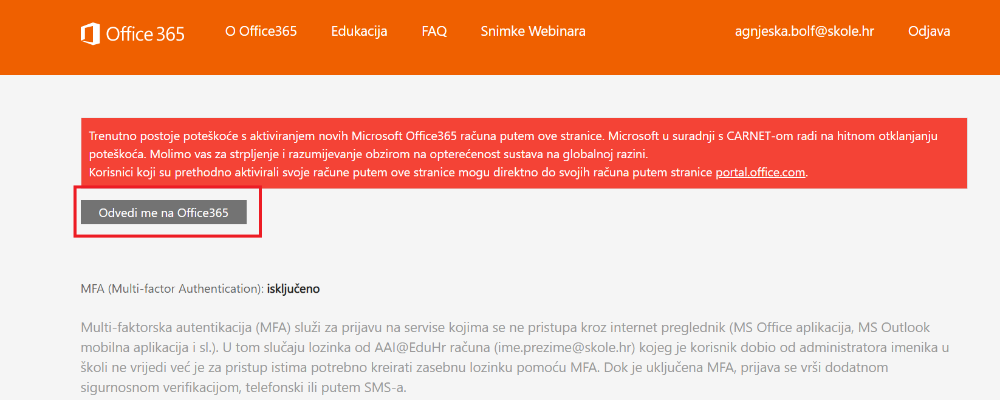 Office 365
O Office365
Edukacija
FAQ
Snimke Webinara
agnjeska.bolf@skole.hr
Odjava
Trenutno postoje poteškoće s aktiviranjem novih Microsoft Office365 računa putem ove stranice. Microsoft u suradnji s CARNET-om radi na hitnom otklanjanju
poteškoća. Molimo vas za strpljenje i razumijevanje obzirom na opterećenost sustava na globalnoj razini.
Korisnici koji su prethodno aktivirali svoje račune putem ove stranice mogu direktno do svojih računa putem stranice portal.office.com.
Odvedi me na Office365
MFA (Multi-factor Authentication): isključeno
Multi-faktorska autentikacija (MFA) služi za prijavu na servise kojima se ne pristupa kroz internet preglednik (MS Office aplikacija, MS Outlook
mobilna aplikacija i sl.). U tom slučaju lozinka od AAI@EduHr računa (ime.prezime@skole.hr) kojeg je korisnik dobio od administratora imenika u
školi ne vrijedi već je za pristup istima potrebno kreirati zasebnu lozinku pomoću MFA. Dok je uključena MFA, prijava se vrši dodatnom
sigurnosnom verifikacijom, telefonski ili putem SMS-a.